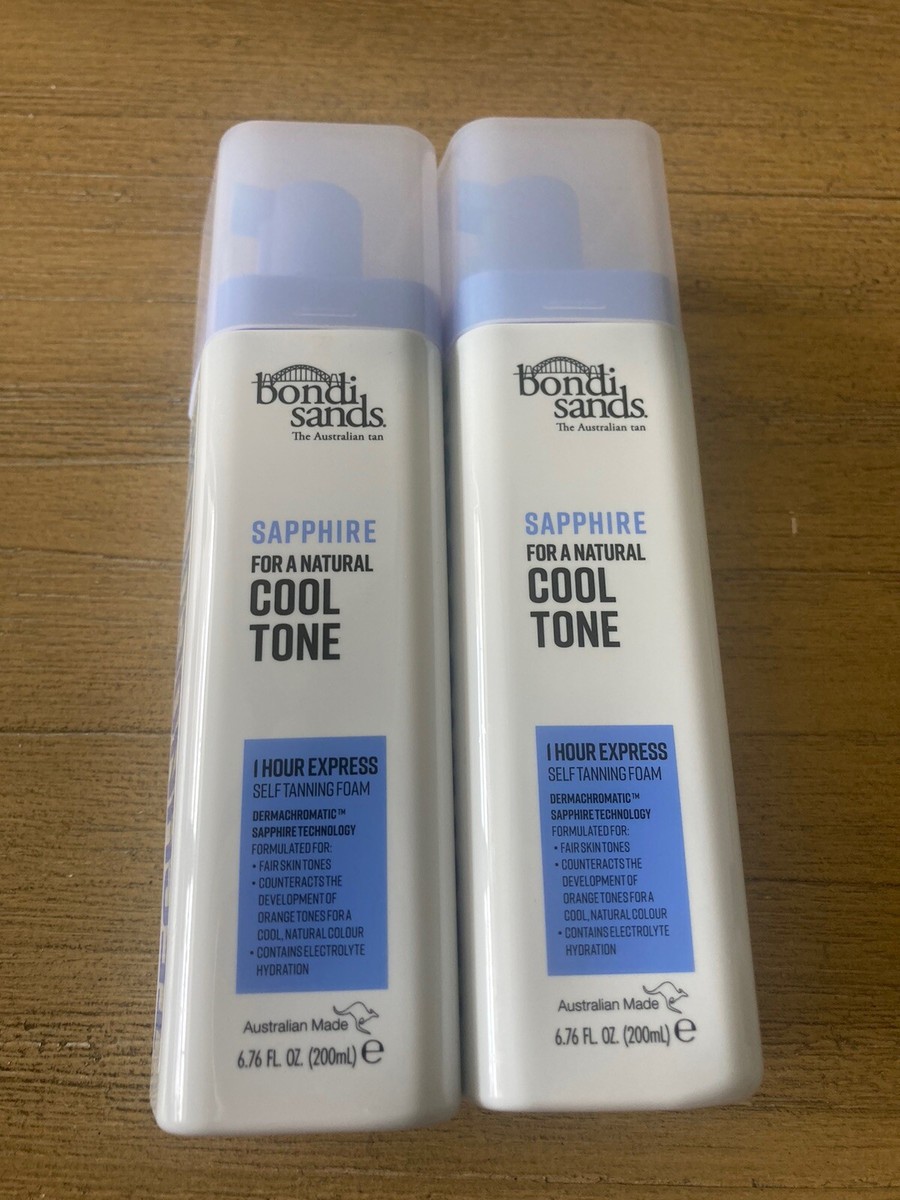 bondi
sands.
The Australian tan
SAPPHIRE
FOR A NATURAL
COOL
TONE
1 HOUR EXPRESS
SELF TANNING FOAM
DERMACHROMATIC™
SAPPHIRE TECHNOLOGY
FORMULATED FOR:
• FAIR SKIN TONES
• COUNTERACTS THE
DEVELOPMENT OF
ORANGE TONES FOR A
COOL, NATURAL COLOUR
• CONTAINS ELECTROLYTE
HYDRATION
Australian Made
6.76 FL. OZ. (200mL) e
bondi
sands.
The Australian tan
SAPPHIRE
FOR A NATURAL
COOL
TONE
1 HOUR EXPRESS
SELF TANNING FOAM
DERMACHROMATIC™
SAPPHIRE TECHNOLOGY
FORMULATED FOR:
• FAIR SKIN TONES
• COUNTERACTS THE
DEVELOPMENT OF
ORANGE TONES FOR A
COOL, NATURAL COLOUR
• CONTAINS ELECTROLYTE
HYDRATION
Australian Made
6.76 FL. OZ. (200mL) e